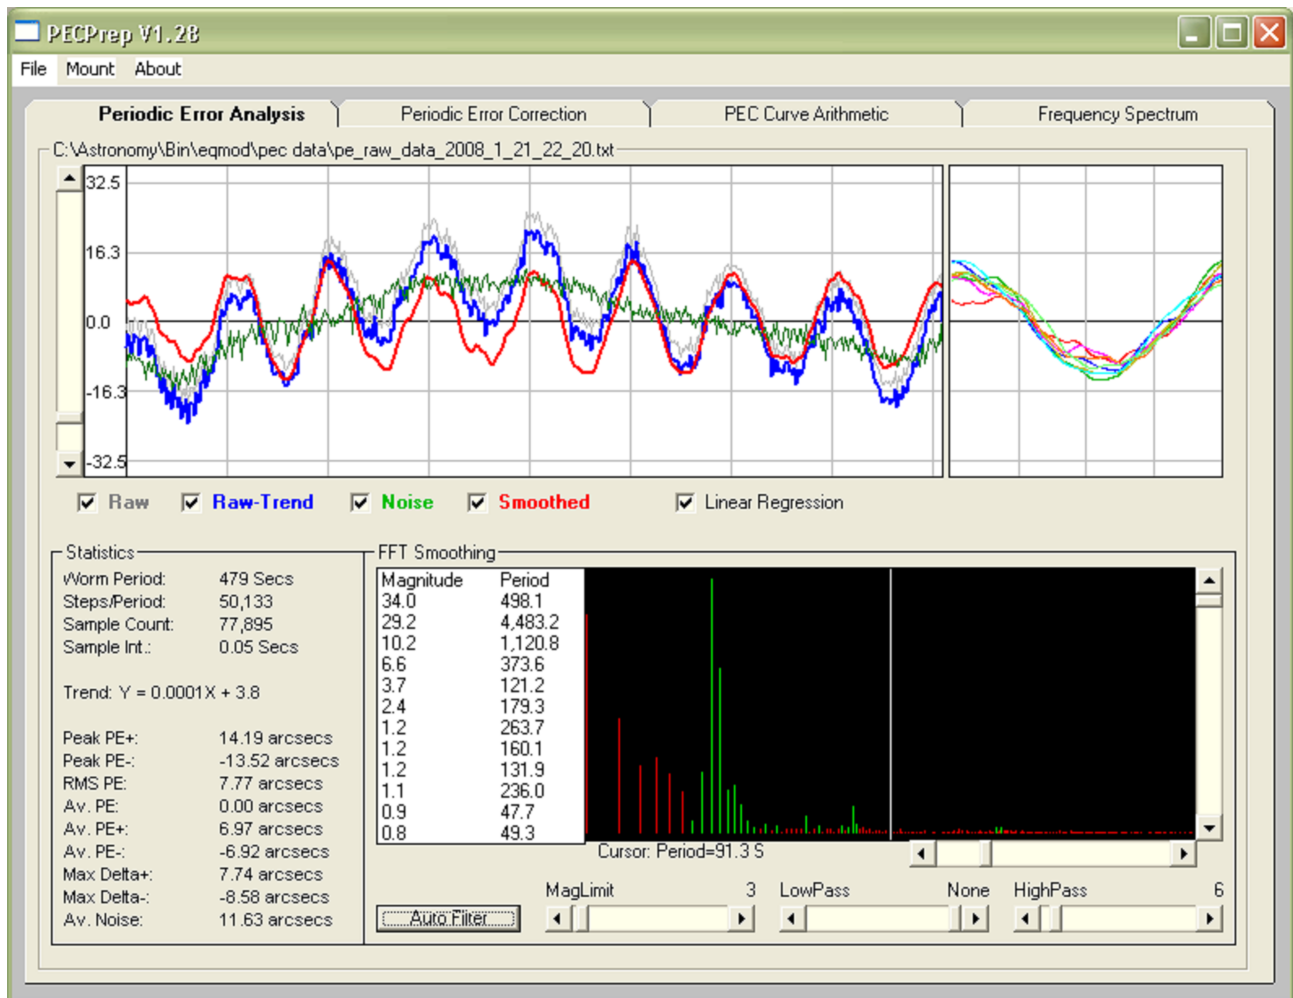 PECPrep V1.28
File Mount About
Periodic Error Analysis Periodic Error Correction PEC Curve Arithmetic Frequency Spectrum
C:\Astronomy\Bin\eqmod\pec data\pe_raw_data_2008_1_21_22_20.txt
32.5
16.3
0.0
-16.3
-32.5
Raw Raw-Trend Noise Smoothed Linear Regression
Statistics
Worm Period: 479 Secs
Steps/Period: 50,133
Sample Count: 77,895
Sample Int.: 0.05 Secs
Trend: Y = 0.0001X + 3.8
Peak PE+: 14.19 arcsecs
Peak PE-: -13.52 arcsecs
RMS PE: 7.77 arcsecs
Av. PE: 0.00 arcsecs
Av. PE+: 6.97 arcsecs
Av. PE-: -6.92 arcsecs
Max Delta+: 7.74 arcsecs
Max Delta-: -8.58 arcsecs
Av. Noise: 11.63 arcsecs
FFT Smoothing
Magnitude Period
34.0 498.1
29.2 4,483.2
10.2 1,120.8
6.6 373.6
3.7 121.2
2.4 179.3
1.2 263.7
1.2 160.1
1.2 131.9
1.1 236.0
0.9 47.7
0.8 49.3
Cursor: Period=91.3 S
MagLimit 3 LowPass None HighPass 6
Auto Filter